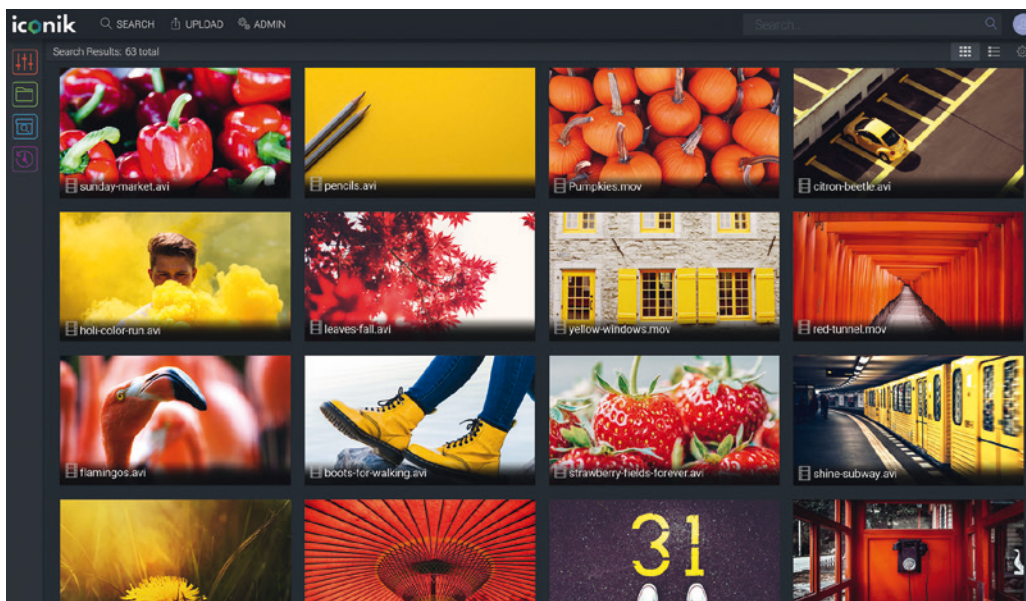 iconik SEARCH UPLOAD ADMIN Search...
Search Results: 63 total
sunday-market.avi
pencils.avi
Pumpkies.mov
citron-beetle.avi
holi-color-run.avi
leaves-fall.avi
yellow-windows.mov
red-tunnel.mov
flamingos.avi
boots-for-walking.avi
strawberry-fields-forever.avi
shine-subway.avi
31